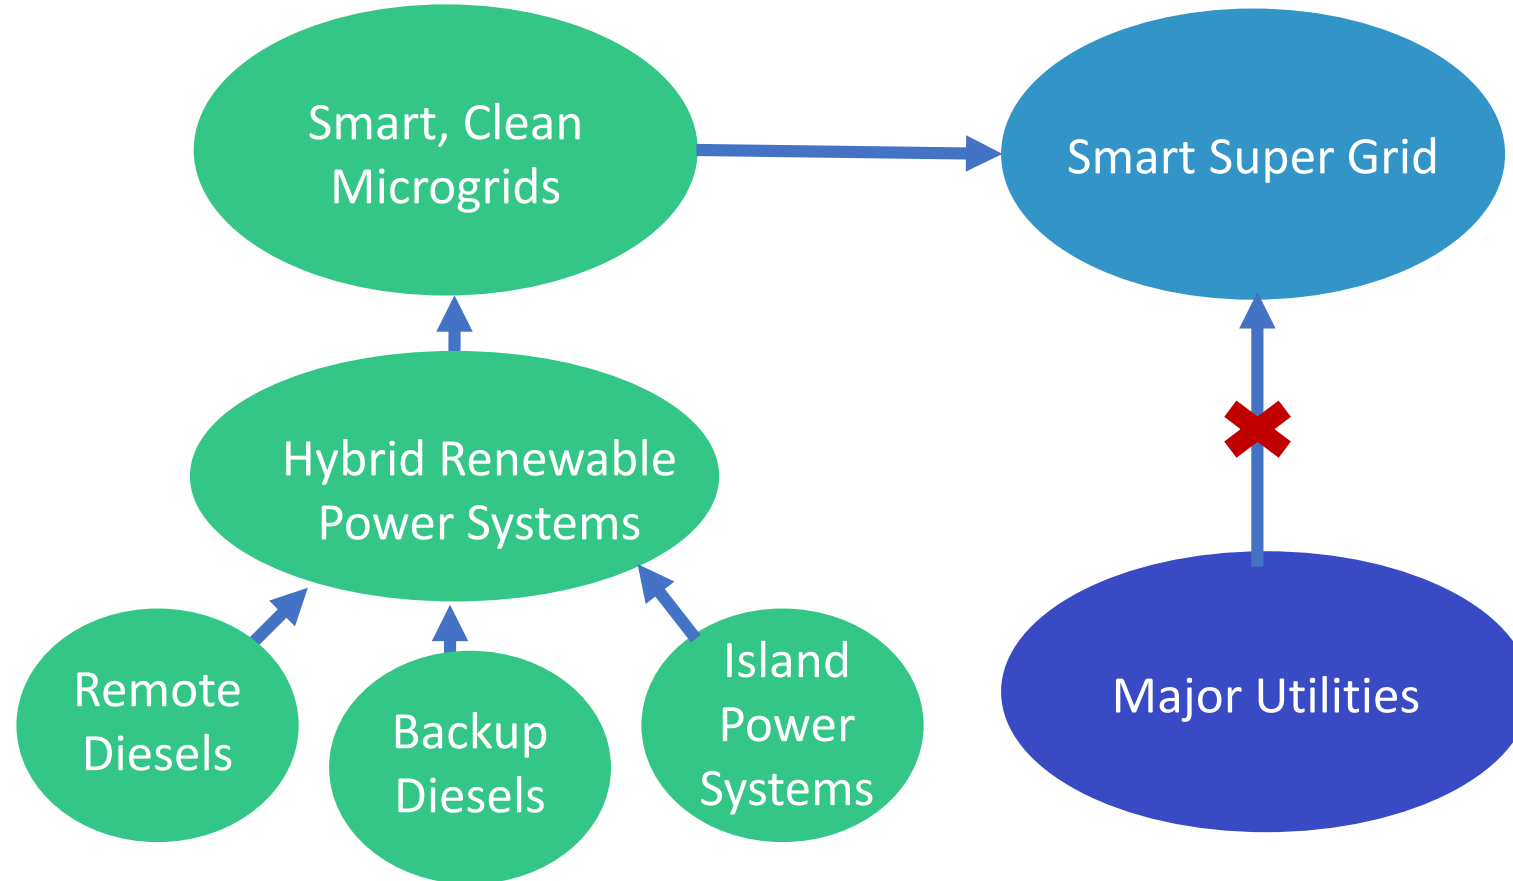 Smart, Clean
Microgrids
Smart Super Grid
Hybrid Renewable
Power Systems
Remote
Diesels
Backup
Diesels
Island
Power
Systems
Major Utilities